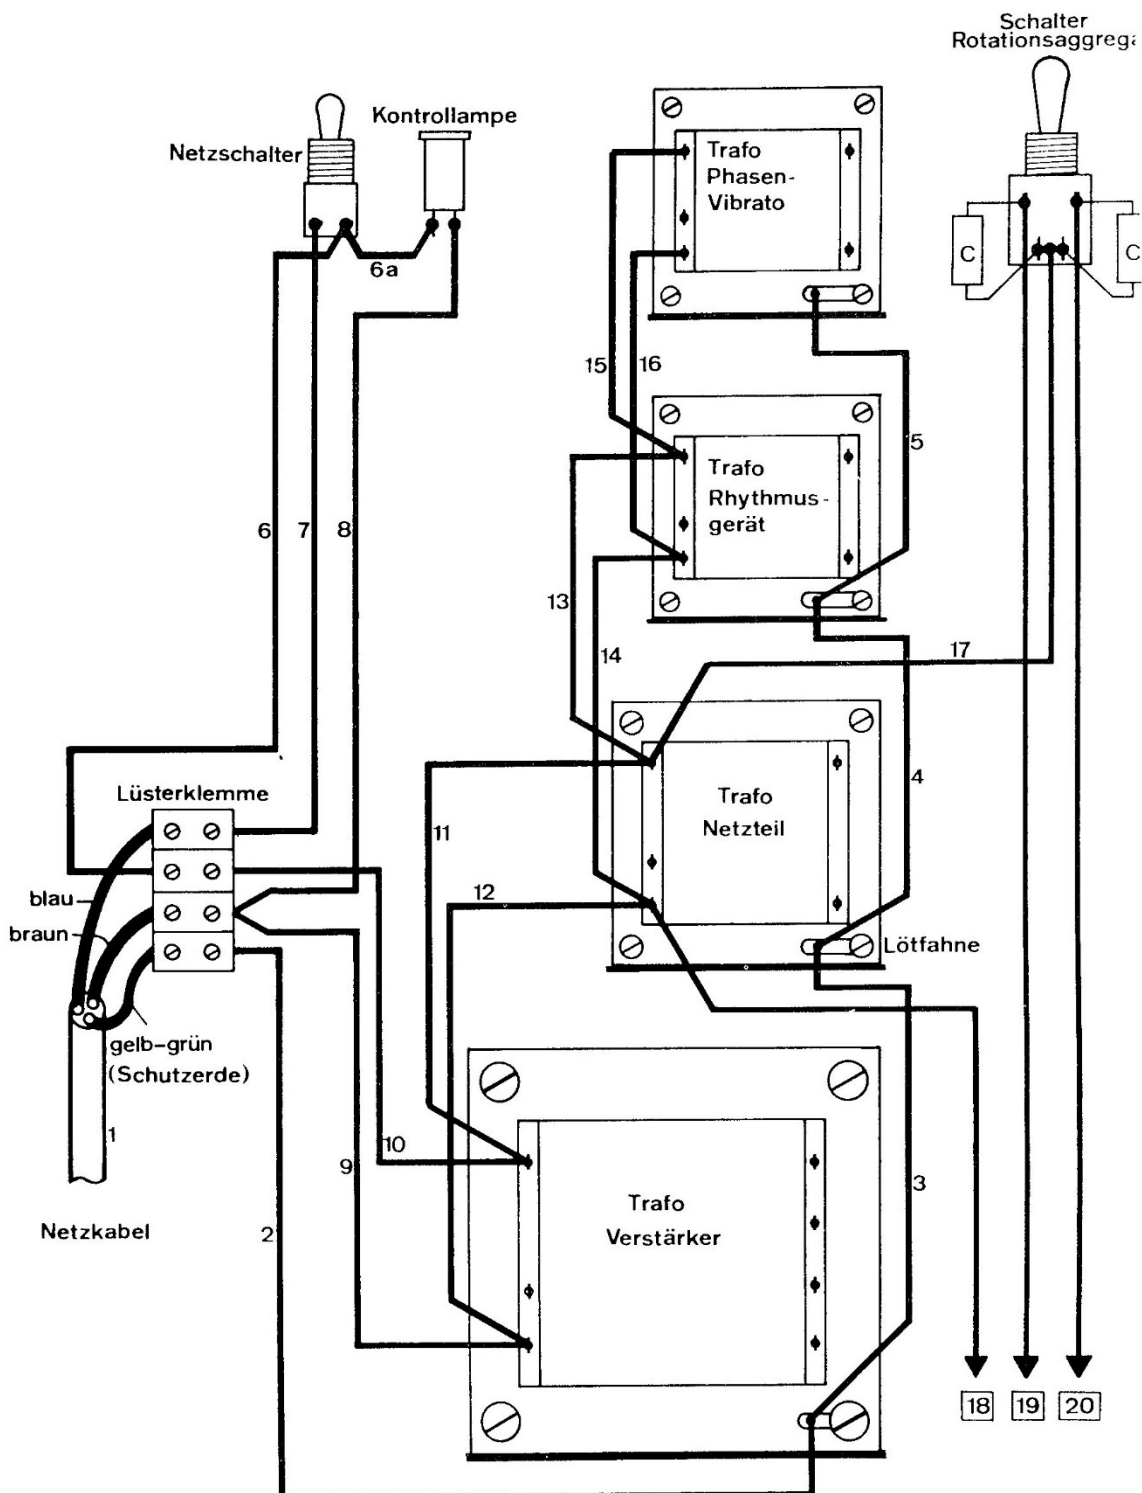 Schalter
Rotationsaggrega
Kontrollampe
Netzschalter
Trafo
Phasen-
Vibrato
C
C
6a
15
16
5
Trafo
Rhythmus-
gerät
6
7
8
13
14
17
4
Lüsterklemme
Trafo
Netzteil
11
blau
12
braun
Lötfahne
gelb-grün
(Schutzerde)
1
10
9
3
Trafo
Verstärker
Netzkabel
2
18
19
20